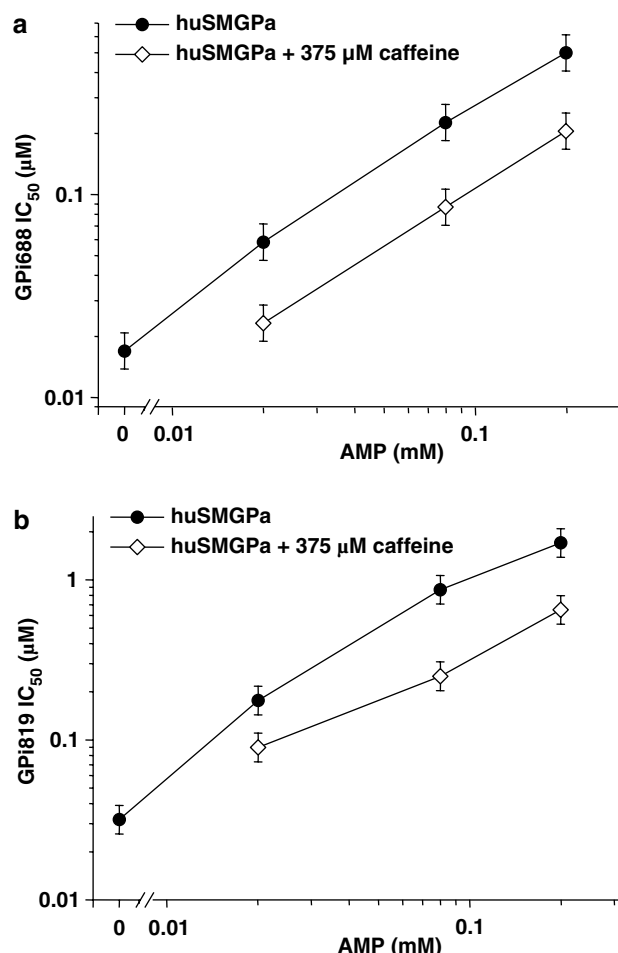 a
huSMGPa
huSMGPa + 375 µM caffeine
GPi688 IC50 (µM)
0.1
0.01
0 0.01 0.1
AMP (mM)
b
huSMGPa
huSMGPa + 375 µM caffeine
GPi819 IC50 (µM)
1
0.1
0.01
0 0.01 0.1
AMP (mM)